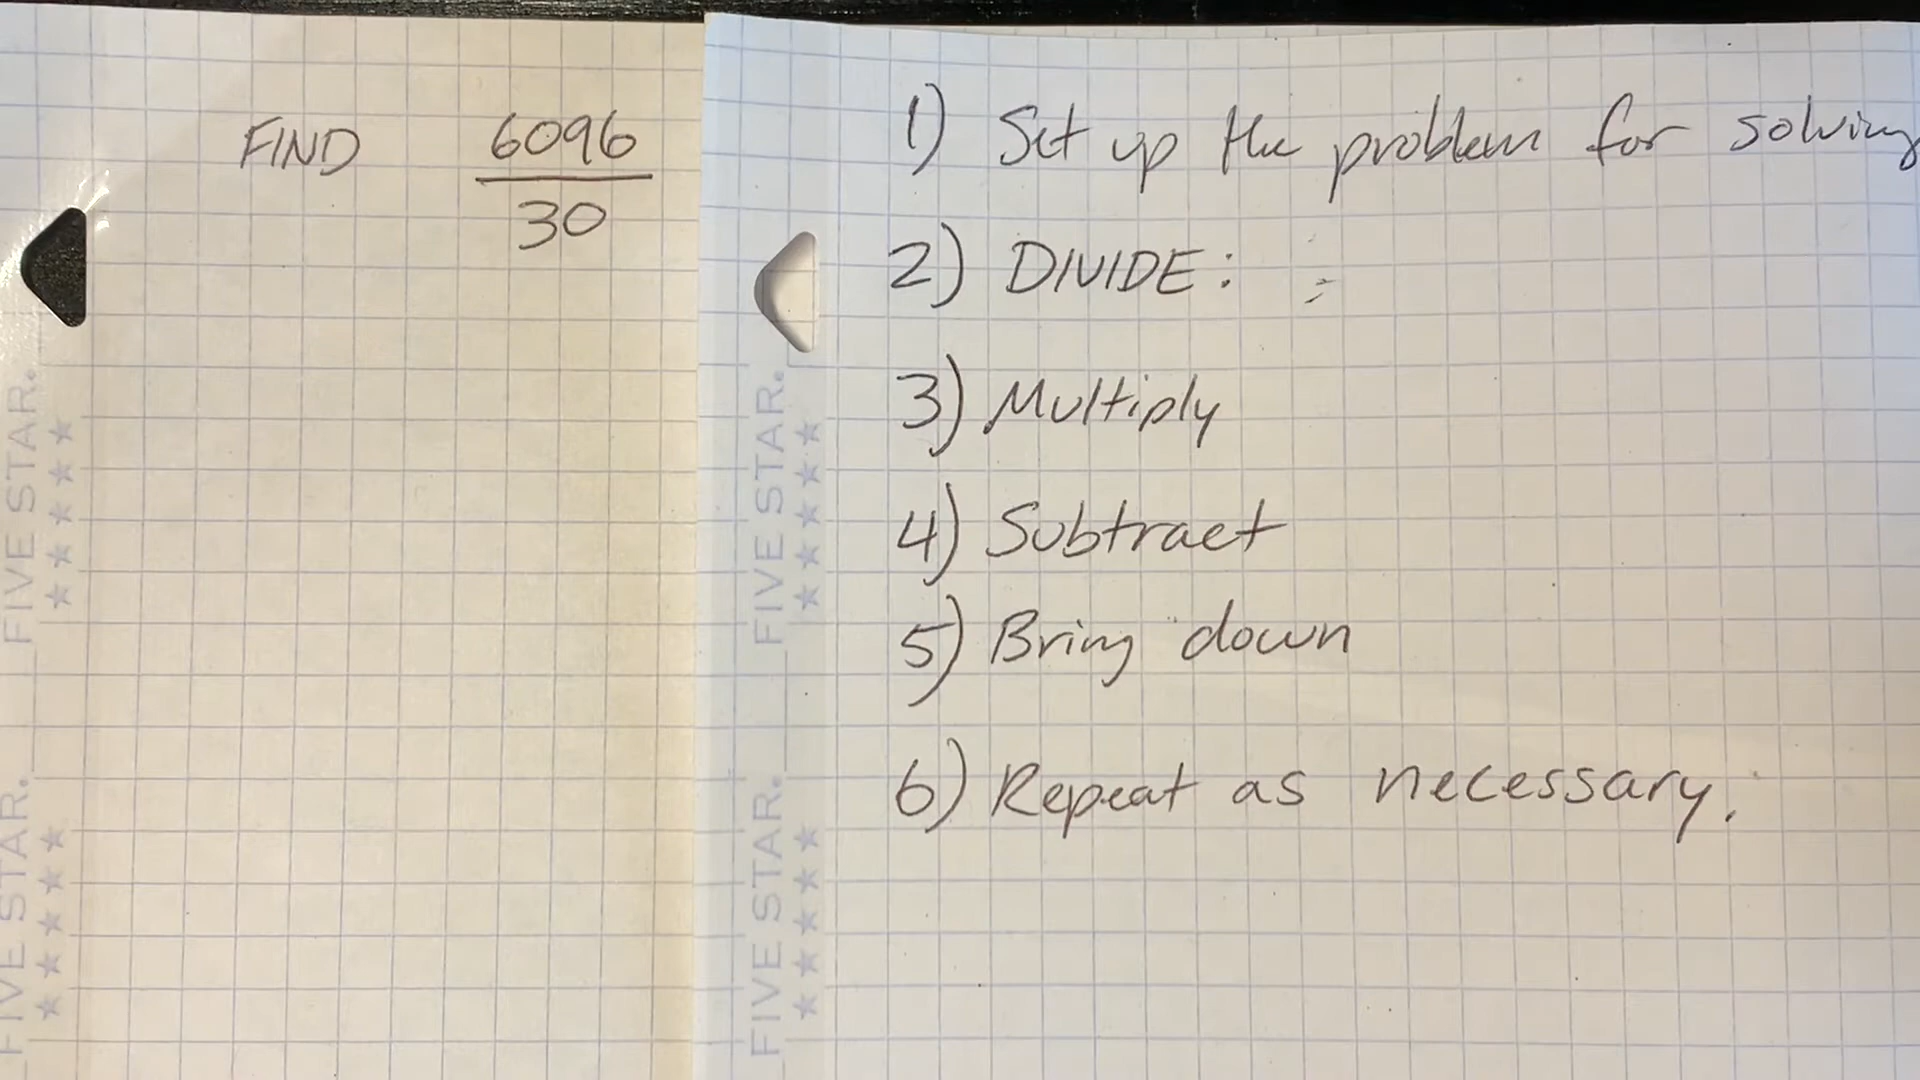 FIND 6096
30
1) Set up the problem for solving
2) DIVIDE:
3) Multiply
4) Subtract
5) Bring down
6) Repeat as necessary.
FIVE STAR.
FIVE STAR.
FIVE STAR.
FIVE STAR.